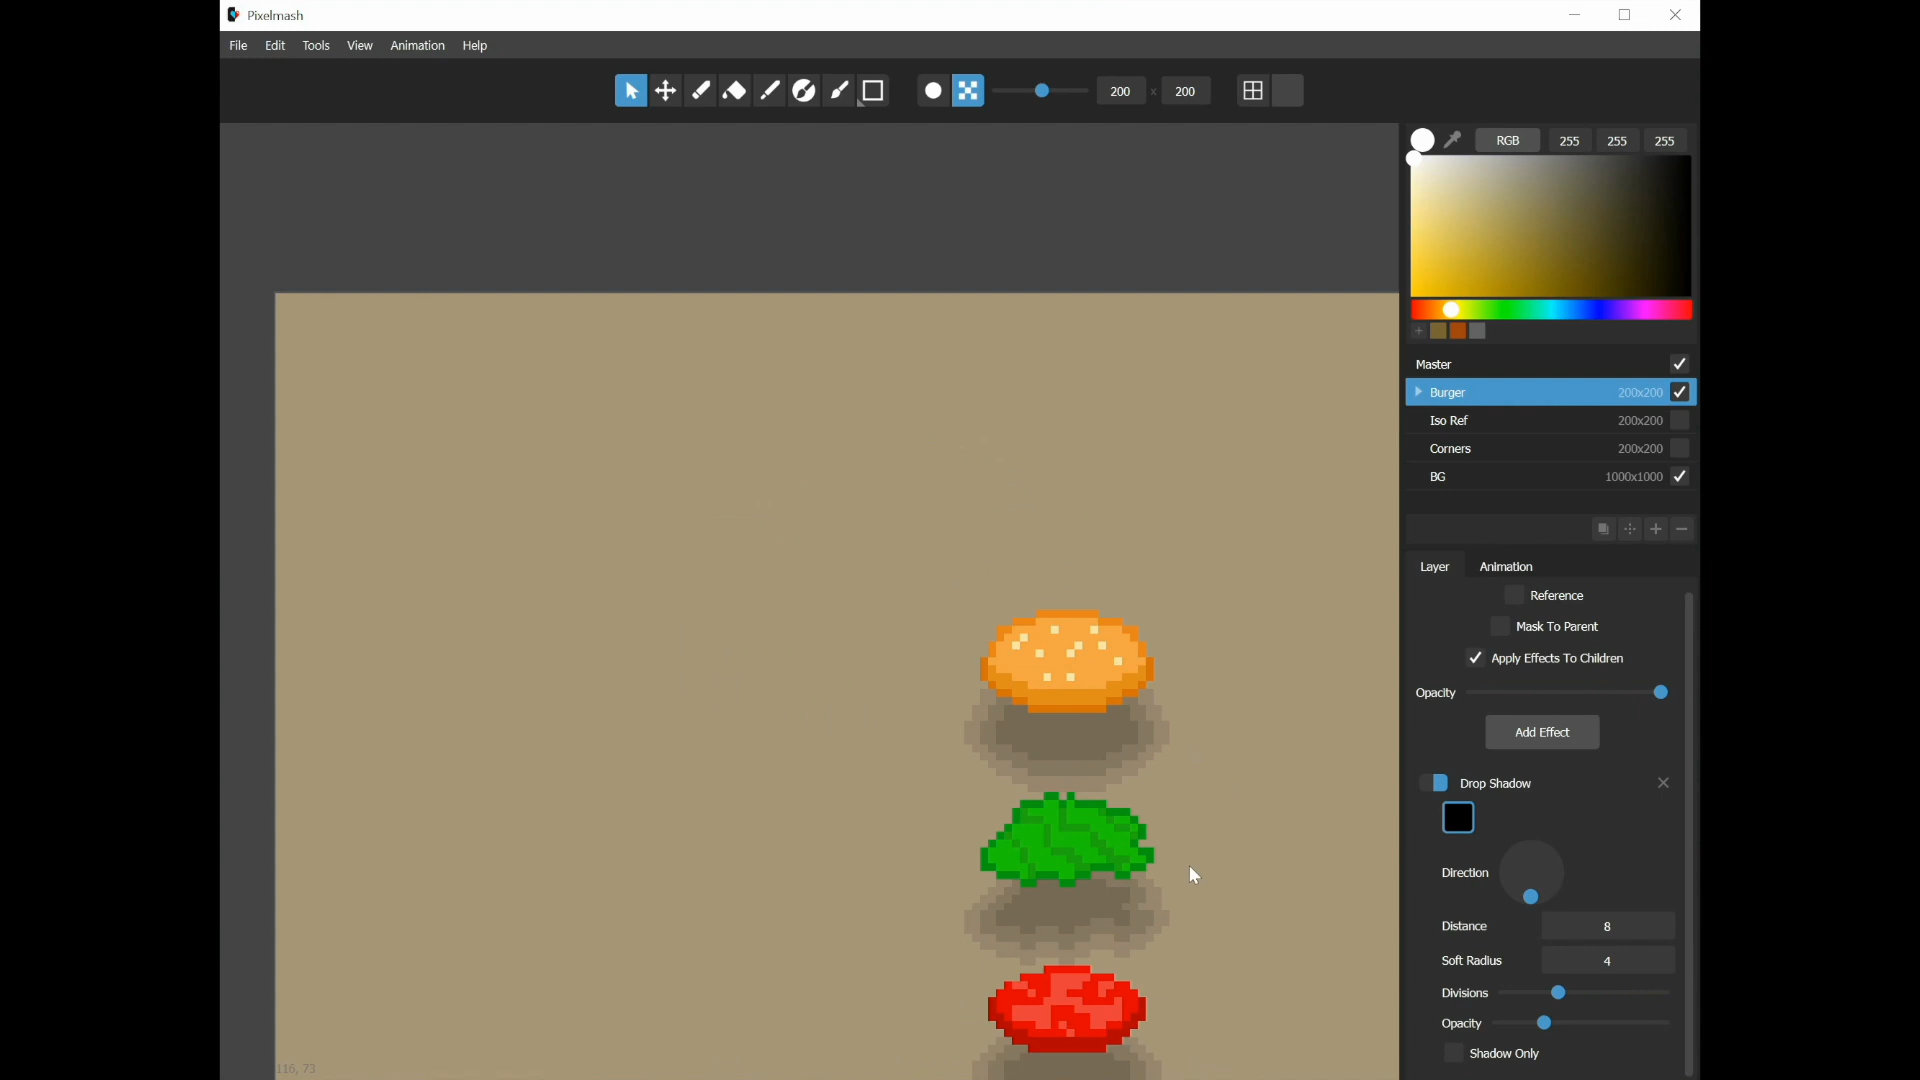 Pixelmash
File Edit Tools View Animation Help
200 x 200
RGB 255 255 255
Master
Burger 200x200
Iso Ref 200x200
Corners 200x200
BG 1000x1000
Layer Animation
Reference
Mask To Parent
Apply Effects To Children
Opacity
Add Effect
Drop Shadow
Direction
Distance 8
Soft Radius 4
Divisions
Opacity
Shadow Only
116, 73